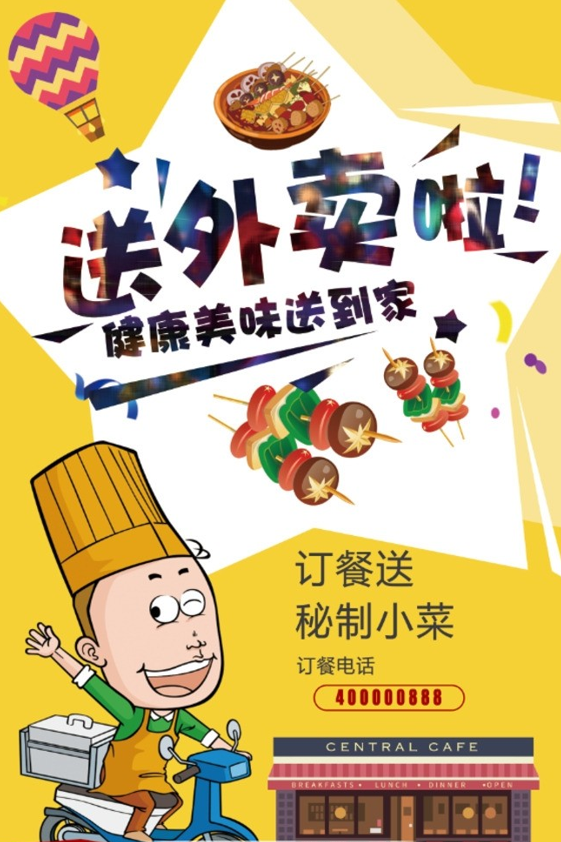 送外卖啦!
健康美味送到家
订餐送
秘制小菜
订餐电话
400000888
CENTRAL CAFE
BREAKFASTS • LUNCH • DINNER •OPEN